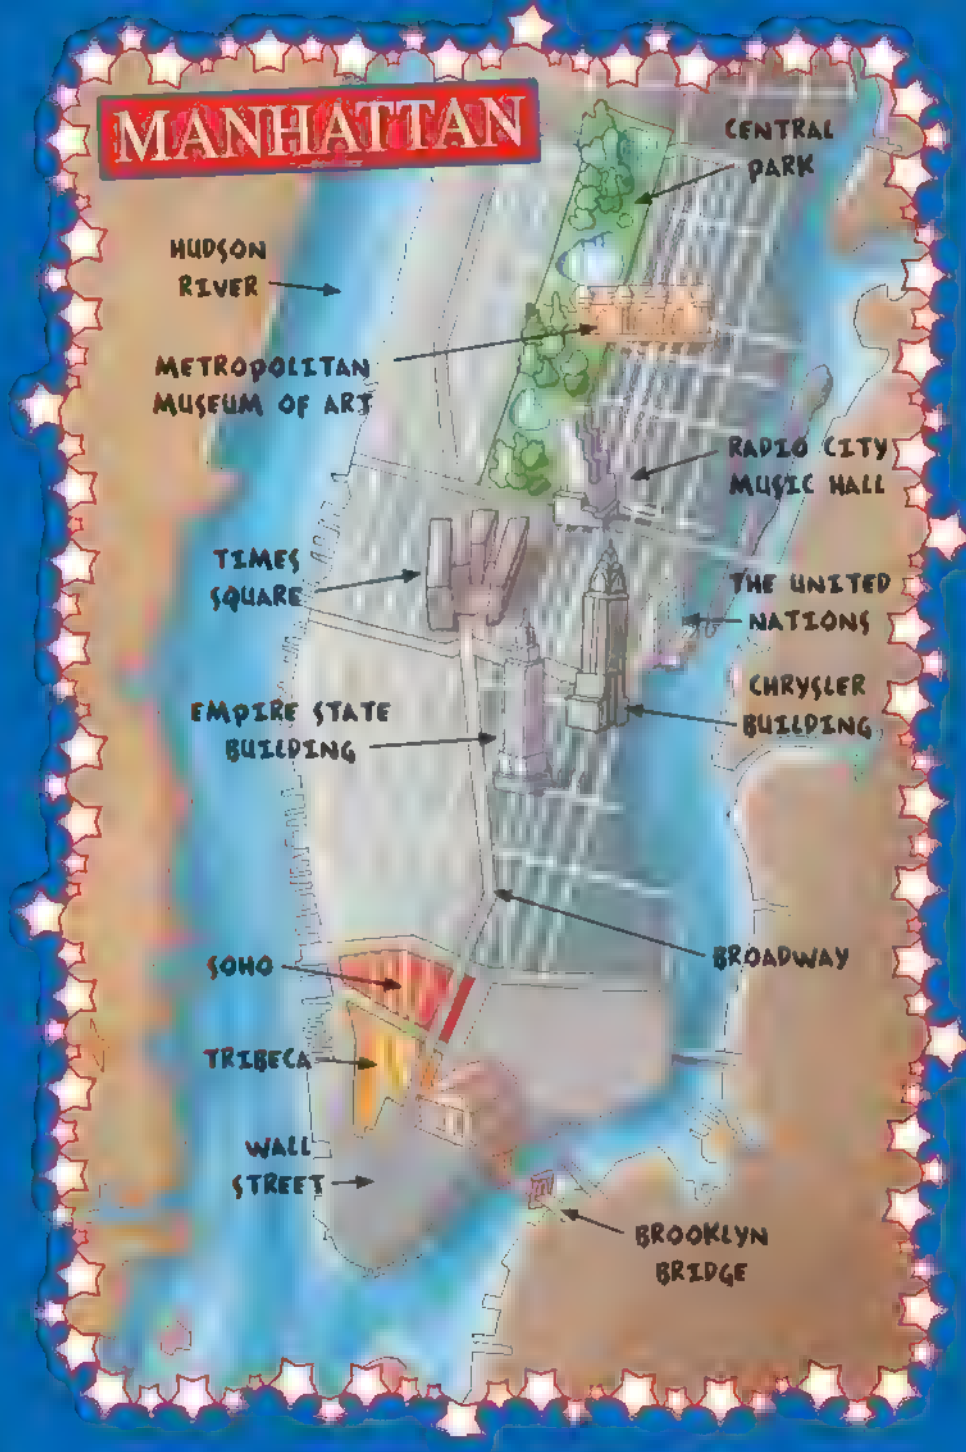 MANHATTAN
CENTRAL
PARK
HUDSON
RIVER
METROPOLITAN
MUSEUM OF ART
RADIO CITY
MUSIC HALL
TIMES
SQUARE
THE UNITED
NATIONS
CHRYSLER
BUILDING
EMPIRE STATE
BUILDING
BROADWAY
SOHO
TRIBECA
WALL
STREET
BROOKLYN
BRIDGE